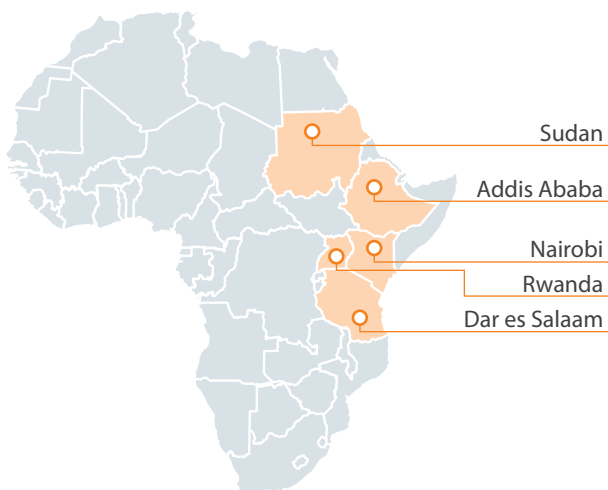 Sudan
Addis Ababa
Nairobi
Rwanda
Dar es Salaam